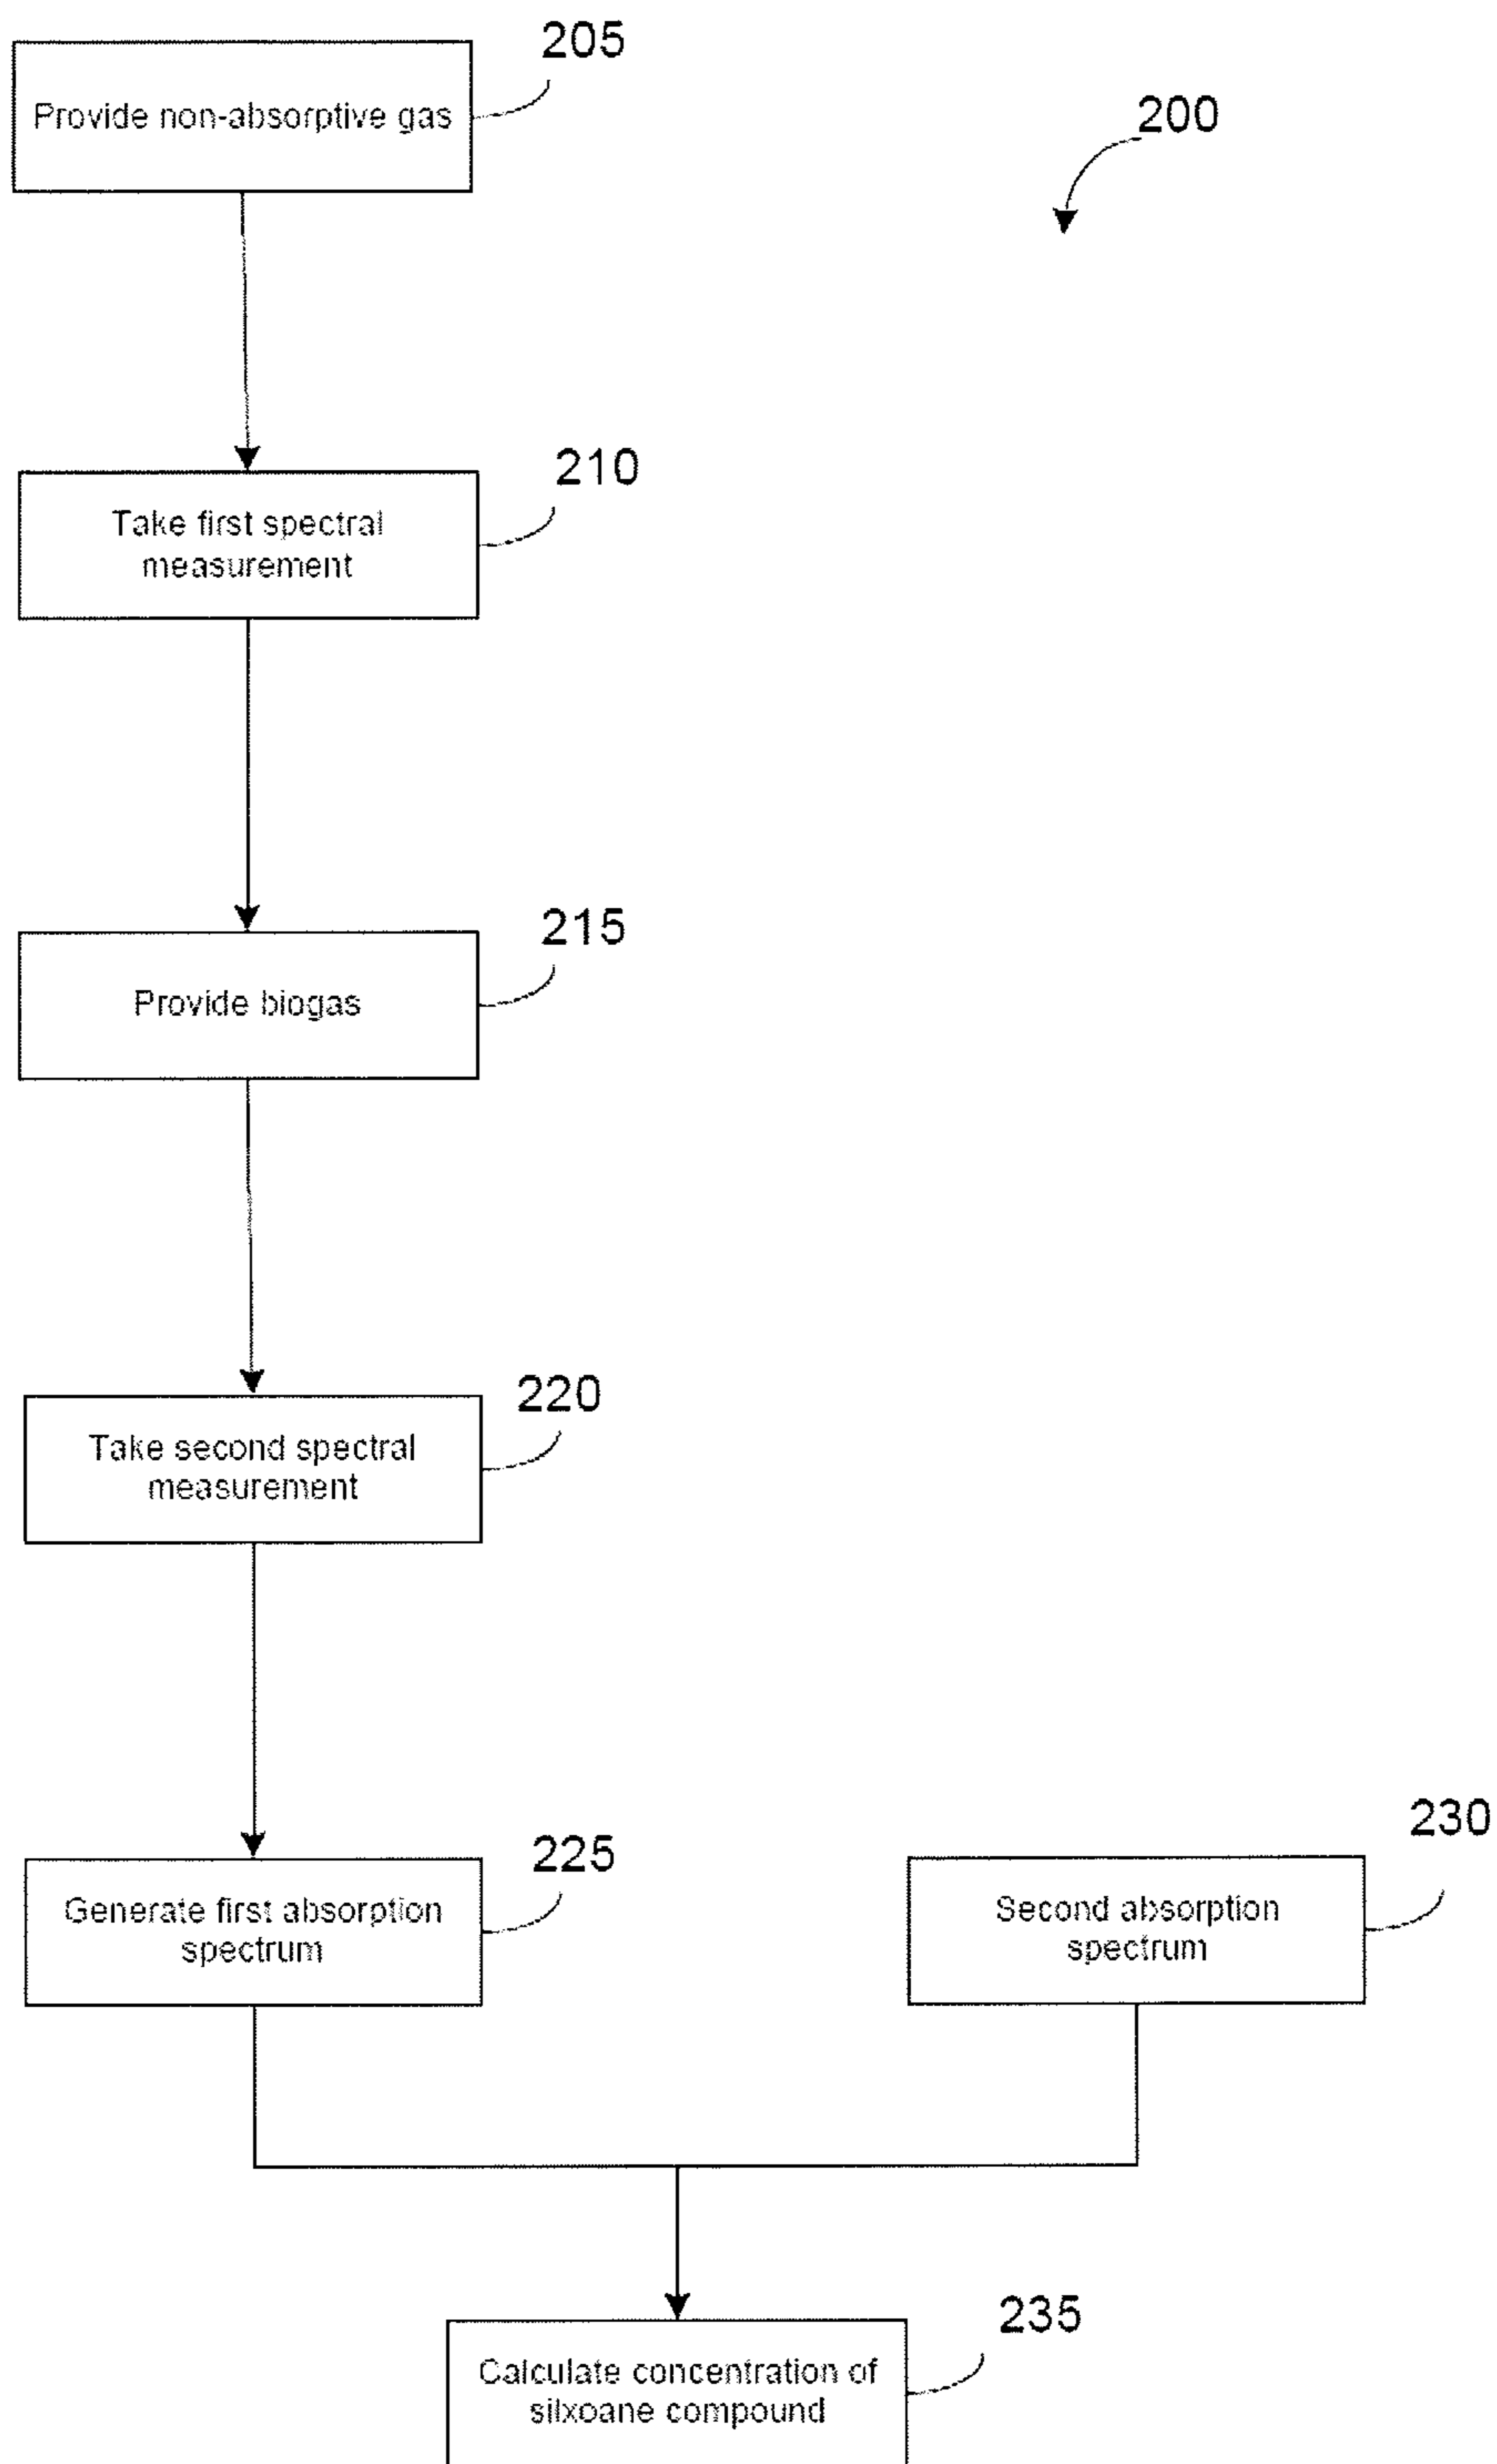 205
Provide non-absorptive gas
200
210
Take first spectral
measurement
215
Provide biogas
220
Take second spectral
measurement
225
Generate first absorption
spectrum
230
Second absorption
spectrum
235
Calculate concentration of
silxoane compound